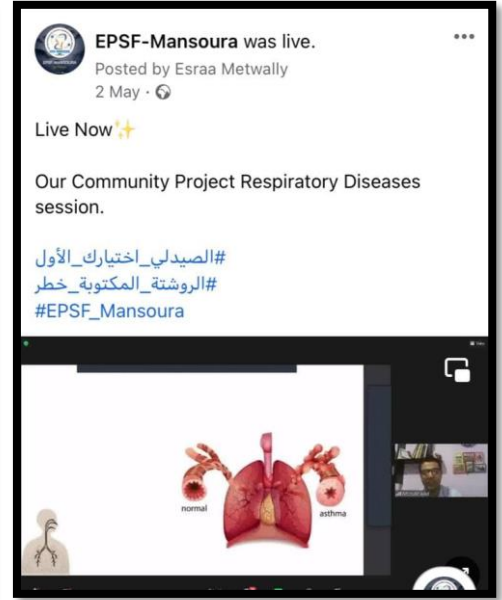 EPSF-Mansoura was live.
Posted by Esraa Metwally
2 May ·
Live Now✨
Our Community Project Respiratory Diseases
session.
#الصيدلي_اختيارك_الأول
#الروشتة_المكتوبة_خطر
#EPSF_Mansoura
normal
asthma